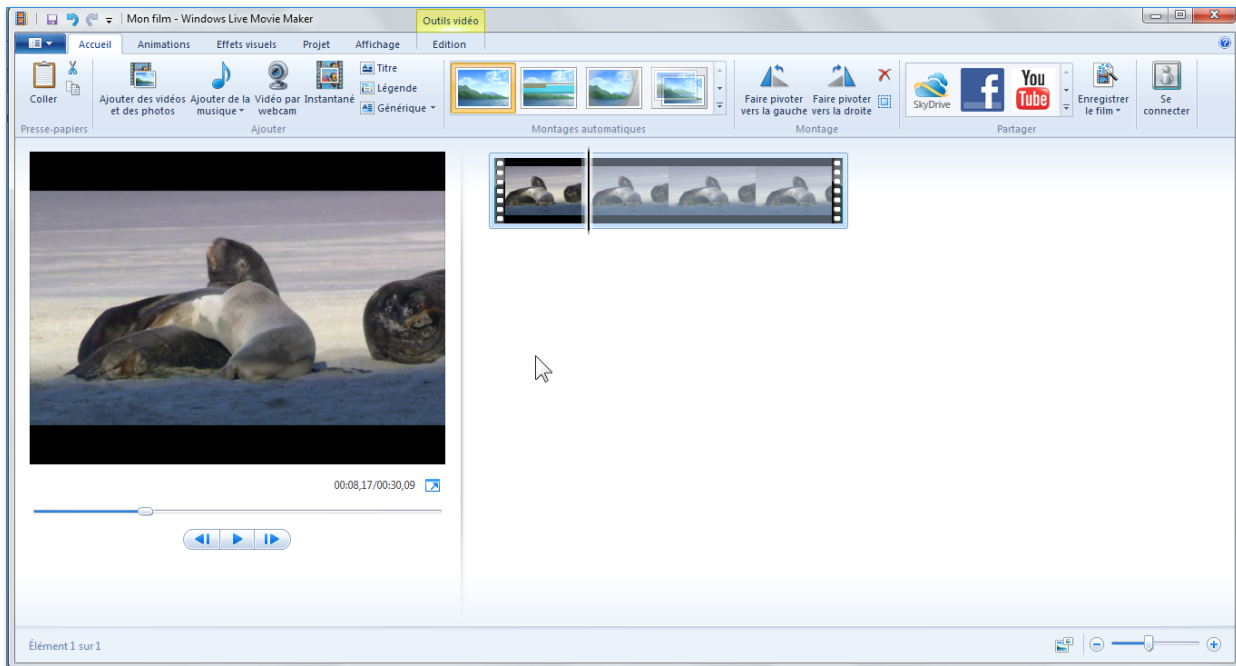 Mon film - Windows Live Movie Maker
Outils vidéo
Accueil Animations Effets visuels Projet Affichage Edition
Coller
Presse-papiers
Ajouter des vidéos
et des photos
Ajouter de la
musique
Vidéo par
webcam
Instantané
Titre
Légende
Générique
Ajouter
Montages automatiques
Faire pivoter
vers la gauche
Faire pivoter
vers la droite
Montage
SkyDrive
f
You
Tube
Partager
Enregistrer
le film
Se
connecter
00:08,17/00:30,09
Élément 1 sur 1